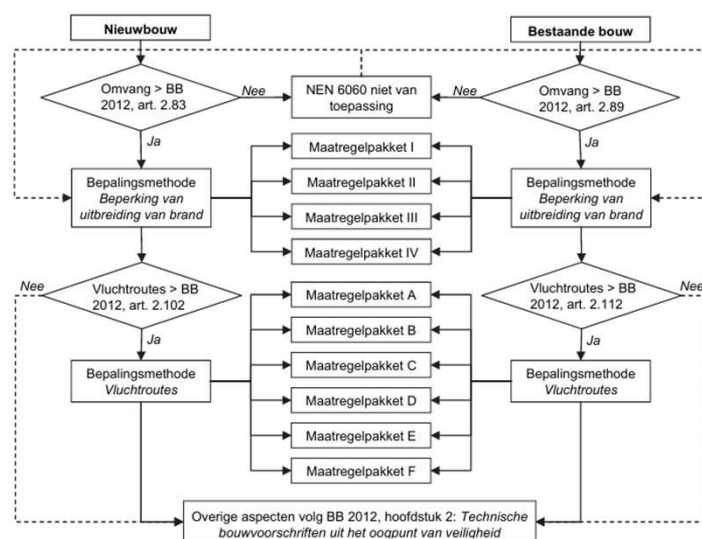 Nieuwbouw
Bestaande bouw
Omvang > BB
2012, art. 2.83
Nee
NEN 6060 niet van
toepassing
Nee
Omvang > BB
2012, art. 2.89
Ja
Ja
Maatregelpakket I
Maatregelpakket II
Maatregelpakket III
Maatregelpakket IV
Bepalingsmethode
Beperking van
uitbreiding van brand
Bepalingsmethode
Beperking van
uitbreiding van brand
Nee
Vluchtroutes > BB
2012, art. 2.102
Vluchtroutes > BB
2012, art. 2.112
Nee
Ja
Ja
Maatregelpakket A
Maatregelpakket B
Maatregelpakket C
Maatregelpakket D
Maatregelpakket E
Maatregelpakket F
Bepalingsmethode
Vluchtroutes
Bepalingsmethode
Vluchtroutes
Overige aspecten volg BB 2012, hoofdstuk 2: Technische
bouwvoorschriften uit het oogpunt van veiligheid